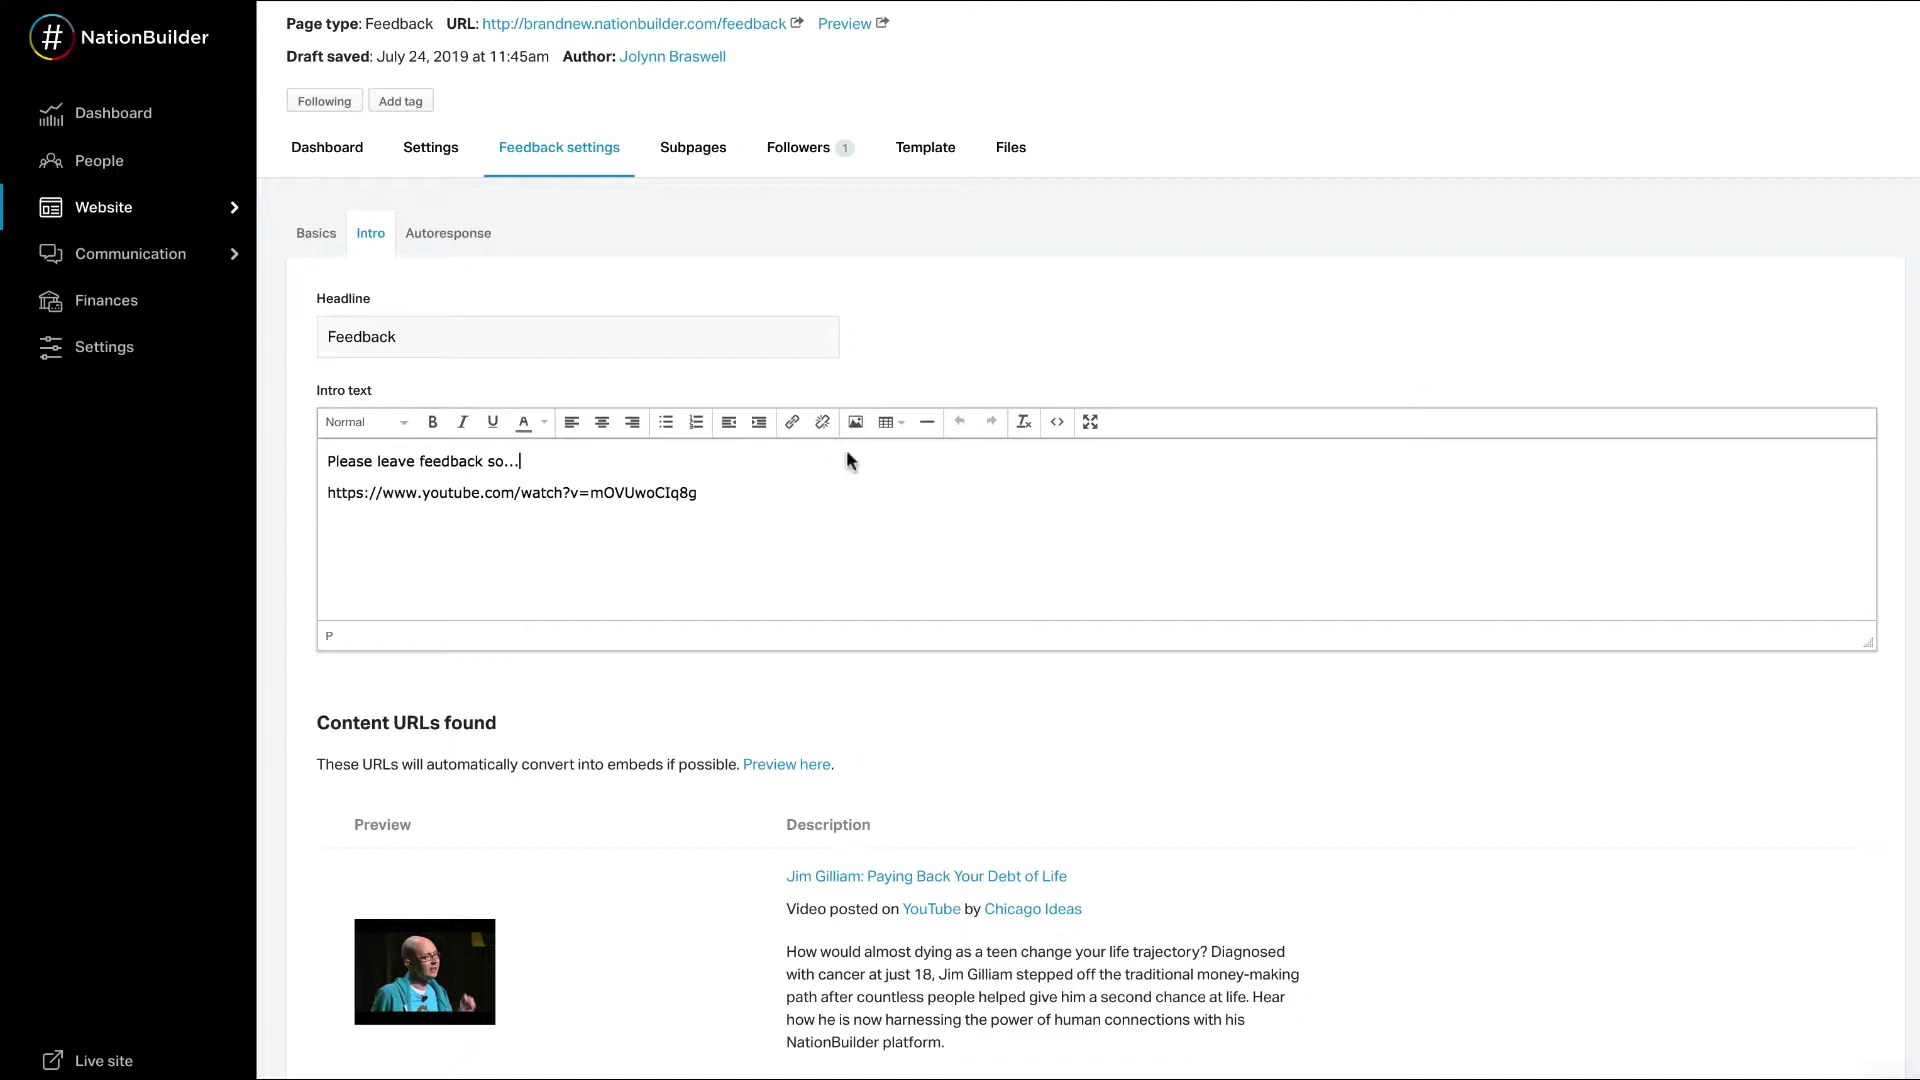 NationBuilder
Dashboard
People
Website
Communication
Finances
Settings
Live site
Page type: Feedback URL: http://brandnew.nationbuilder.com/feedback Preview
Draft saved: July 24, 2019 at 11:45am Author: Jolynn Braswell
Following Add tag
Dashboard Settings Feedback settings Subpages Followers 1 Template Files
Basics Intro Autoresponse
Headline
Feedback
Intro text
Normal B I U A
Please leave feedback so...
https://www.youtube.com/watch?v=mOVUwoCIq8g
P
Content URLs found
These URLs will automatically convert into embeds if possible. Preview here.
Preview Description
Jim Gilliam: Paying Back Your Debt of Life
Video posted on YouTube by Chicago Ideas
How would almost dying as a teen change your life trajectory? Diagnosed
with cancer at just 18, Jim Gilliam stepped off the traditional money-making
path after countless people helped give him a second chance at life. Hear
how he is now harnessing the power of human connections with his
NationBuilder platform.